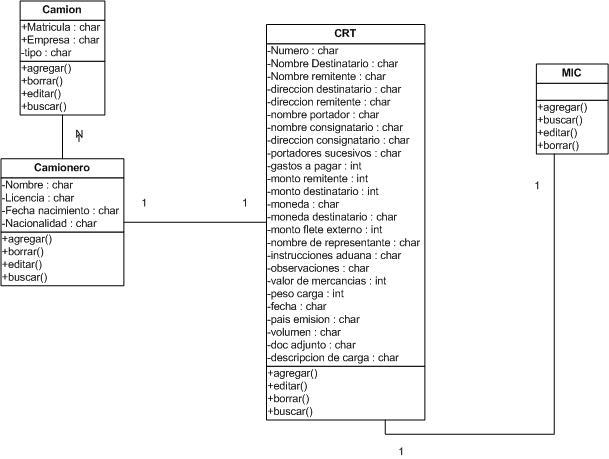 Camion
+Matricula : char
+Empresa : char
-tipo : char
+agregar()
+borrar()
+editar()
+buscar()
Camionero
-Nombre : char
-Licencia : char
-Fecha nacimiento : char
-Nacionalidad : char
+agregar()
+borrar()
+editar()
+buscar()
1
1
CRT
-Numero : char
-Nombre Destinatario : char
-Nombre remitente : char
-direccion destinatario : char
-direccion remitente : char
-nombre portador : char
-nombre consignatario : char
-direccion consignatario : char
-portadores sucesivos : char
-gastos a pagar : int
-monto remitente : int
-monto destinatario : int
-moneda : char
-moneda destinatario : char
-monto flete externo : int
-nombre de representante : char
-instrucciones aduana : char
-observaciones : char
-valor de mercancias : int
-peso carga : int
-fecha : char
-pais emision : char
-volumen : char
-doc adjunto : char
-descripcion de carga : char
+agregar()
+editar()
+borrar()
+buscar()
MIC
+agregar()
+buscar()
+editar()
+borrar()
1
1